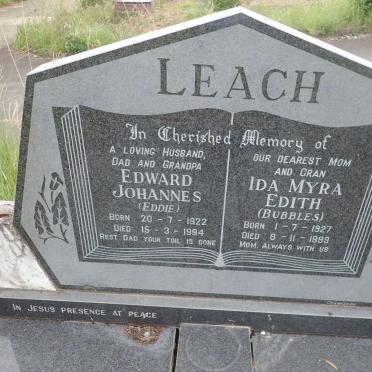 LEACH
In Cherished Memory of
A LOVING HUSBAND,
DAD AND GRANDPA
EDWARD
JOHANNES
(EDDIE)
BORN 20-7-1922
DIED 15-3-1994
REST DAD YOUR TOIL IS DONE
OUR DEAREST MOM
AND GRAN
IDA MYRA
EDITH
(BUBBLES)
BORN 1-7-1927
DIED 8-11-1999
MOM, ALWAYS WITH US
IN JESUS PRESENCE AT PEACE